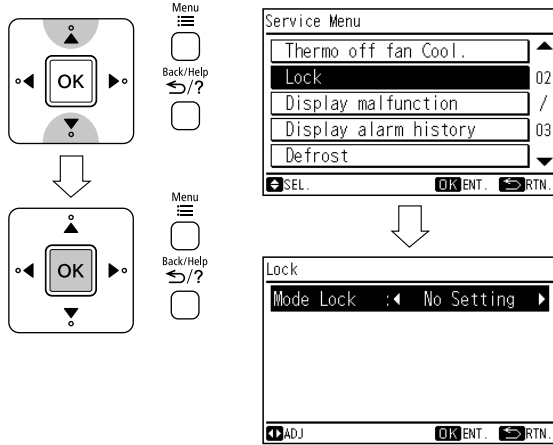 Menu
OK
Back/Help
/?
Menu
OK
Back/Help
/?
Service Menu
Thermo off fan Cool.
Lock
Display malfunction
Display alarm history
Defrost
02
/
03
SEL. OK ENT. RTN.
Lock
Mode Lock :◀ No Setting ▶
ADJ OK ENT. RTN.